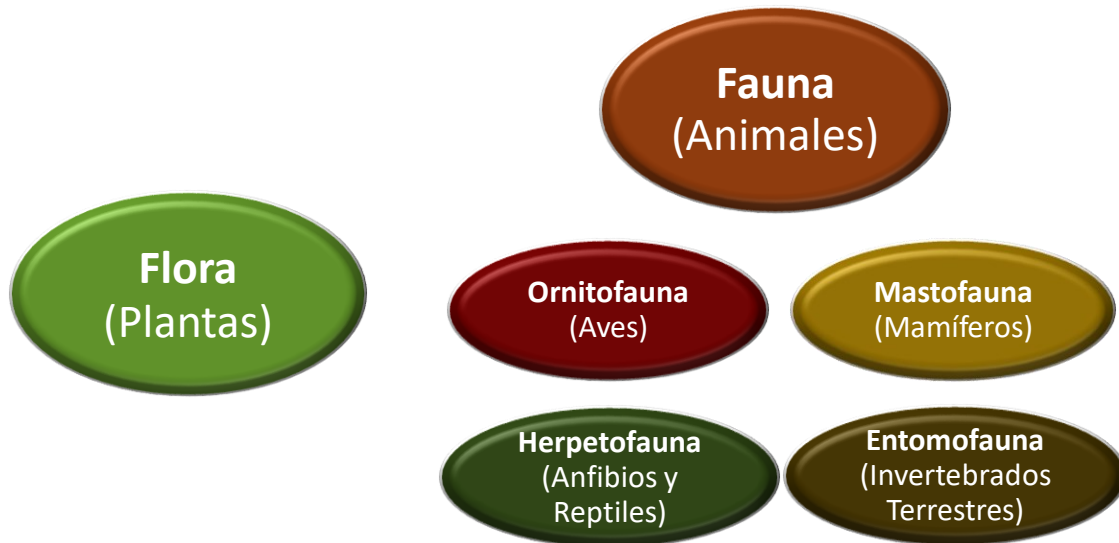 Fauna
(Animales)
Flora
(Plantas)
Ornitofauna
(Aves)
Mastofauna
(Mamíferos)
Herpetofauna
(Anfibios y
Reptiles)
Entomofauna
(Invertebrados
Terrestres)